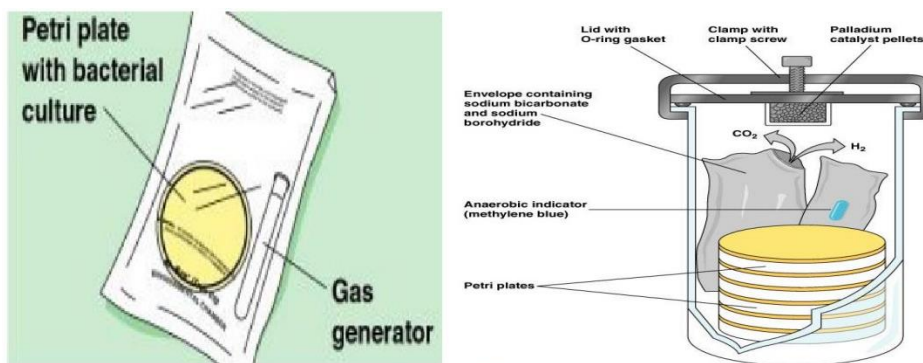 Petri plate
with bacterial
culture
Gas
generator
Lid with
O-ring gasket
Clamp with
clamp screw
Palladium
catalyst pellets
Envelope containing
sodium bicarbonate
and sodium
borohydride
CO₂
H₂
Anaerobic indicator
(methylene blue)
Petri plates